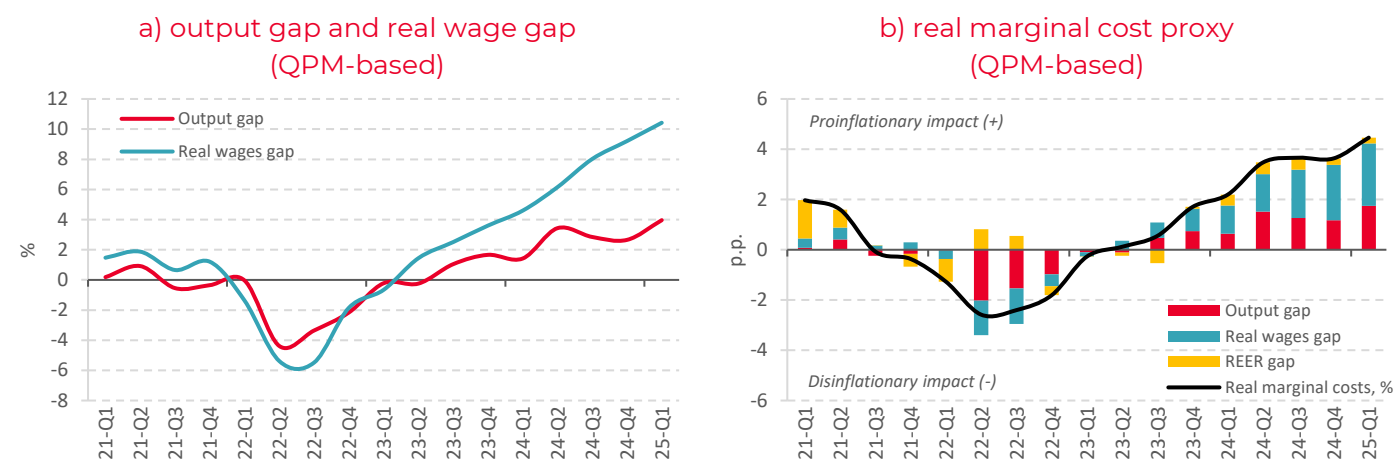 a) output gap and real wage gap
(QPM-based)
12
10
8
6
4
2
0
-2
-4
-6
-8
%
Output gap
Real wages gap
21-Q1
21-Q2
21-Q3
21-Q4
22-Q1
22-Q2
22-Q3
22-Q4
23-Q1
23-Q2
23-Q3
23-Q4
24-Q1
24-Q2
24-Q3
24-Q4
25-Q1
b) real marginal cost proxy
(QPM-based)
6
4
2
0
-2
-4
-6
p.p.
Proinflationary impact (+)
Output gap
Real wages gap
REER gap
Real marginal costs, %
Disinflationary impact (-)
21-Q1
21-Q2
21-Q3
21-Q4
22-Q1
22-Q2
22-Q3
22-Q4
23-Q1
23-Q2
23-Q3
23-Q4
24-Q1
24-Q2
24-Q3
24-Q4
25-Q1